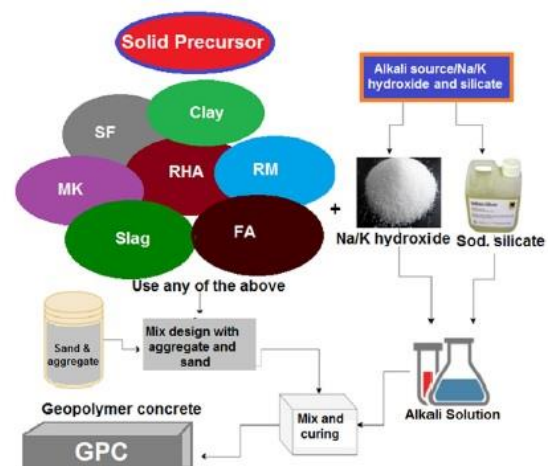 Solid Precursor
Alkali source/Na/K
hydroxide and silicate
Clay
SF
RHA
RM
MK
Slag
FA
+
Na/K hydroxide
Sod. silicate
Use any of the above
Sand &
aggregate
Mix design with
aggregate and
sand
Mix and
curing
Alkali Solution
Geopolymer concrete
GPC